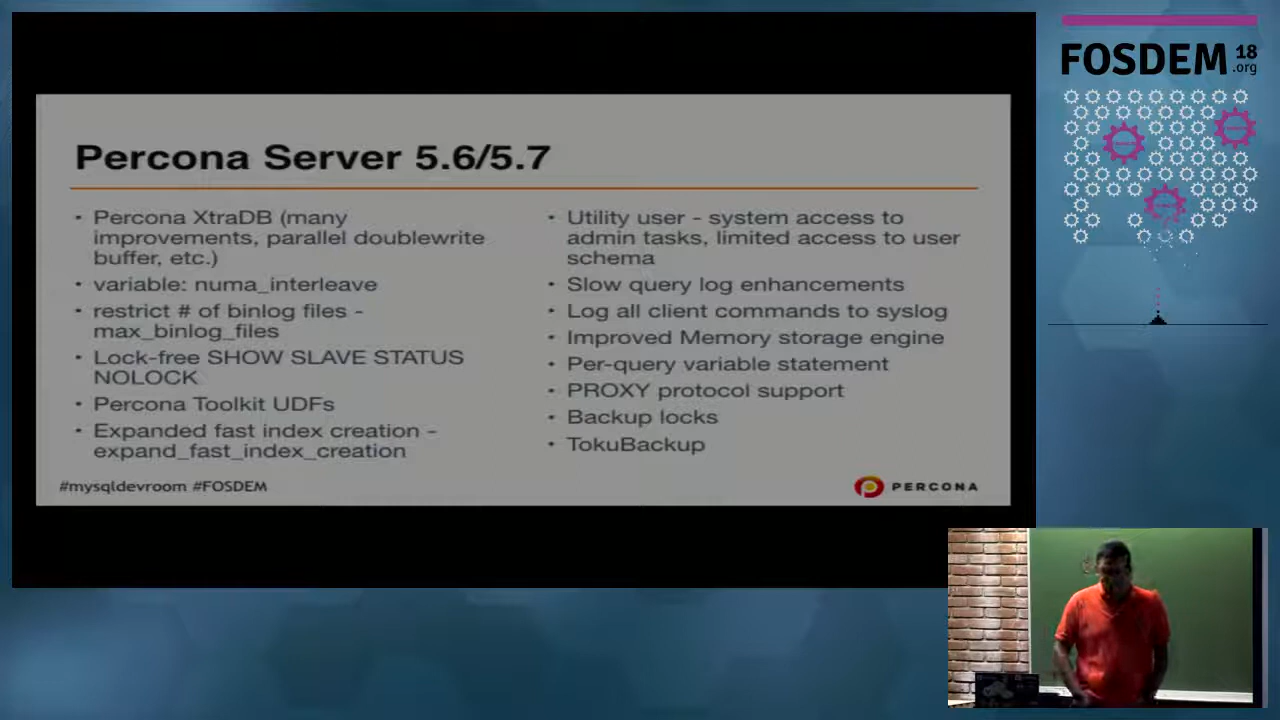 Percona Server 5.6/5.7
• Percona XtraDB (many
improvements, parallel doublewrite
buffer, etc.)
• variable: numa_interleave
• restrict # of binlog files -
max_binlog_files
• Lock-free SHOW SLAVE STATUS
NOLOCK
• Percona Toolkit UDFs
• Expanded fast index creation -
expand_fast_index_creation
• Utility user - system access to
admin tasks, limited access to user
schema
• Slow query log enhancements
• Log all client commands to syslog
• Improved Memory storage engine
• Per-query variable statement
• PROXY protocol support
• Backup locks
• TokuBackup
#mysqldevroom #FOSDEM
PERCONA
FOSDEM 18
.org